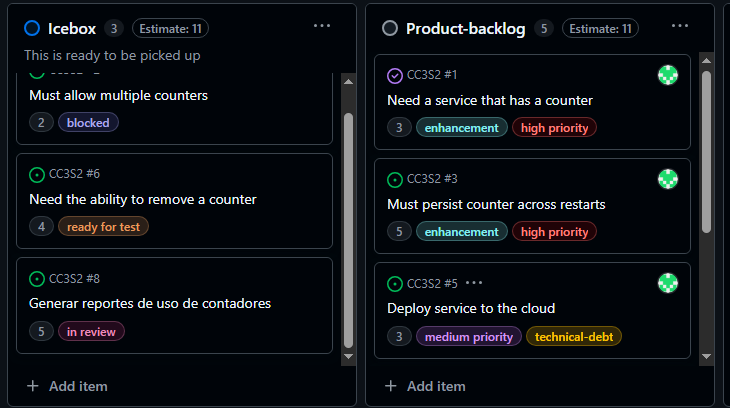 Icebox 3 Estimate: 11 ...
This is ready to be picked up
Must allow multiple counters
2 blocked
CC3S2 #6
Need the ability to remove a counter
4 ready for test
CC3S2 #8
Generar reportes de uso de contadores
5 in review
+ Add item
Product-backlog 5 Estimate: 11 ...
CC3S2 #1
Need a service that has a counter
3 enhancement high priority
CC3S2 #3
Must persist counter across restarts
5 enhancement high priority
CC3S2 #5 ...
Deploy service to the cloud
3 medium priority technical-debt
+ Add item